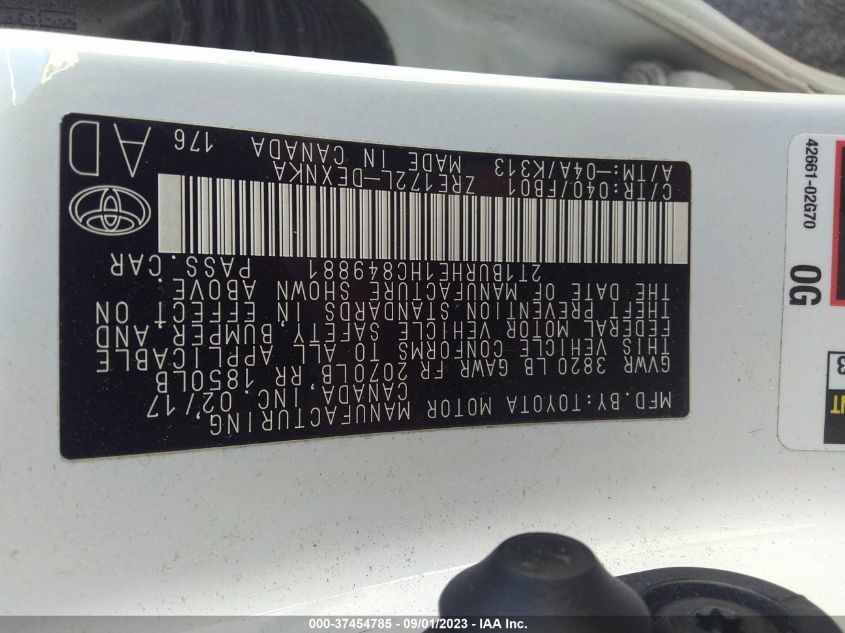 MFD.BY:TOYOTA MOTOR MANUFACTURING
CANADA, INC. 02/17
GVWR 3820 LB GAWR FR 2070LB, RR 1850LB
THIS VEHICLE CONFORMS TO ALL APPLICABLE
FEDERAL MOTOR VEHICLE SAFETY, BUMPER, AND
THEFT PREVENTION STANDARDS IN EFFECT ON
THE DATE OF MANUFACTURE SHOWN ABOVE.
2T1BURHE1HC849881 PASS.CAR
C/TR:040/FB01 ZRE172L-DEXNKA
A/TM:-04A/K313 MADE IN CANADA 176
AD
42661-02G70
0G
000-37454785 - 09/01/2023 - IAA Inc.